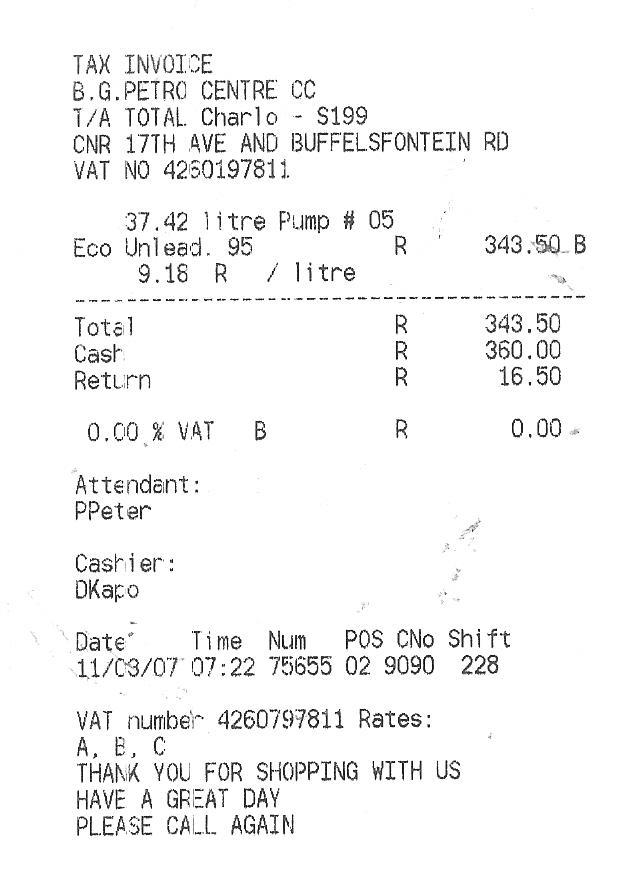 TAX INVOICE
B.G.PETRO CENTRE CC
T/A TOTAL Charlo - S199
CNR 17TH AVE AND BUFFELSFONTEIN RD
VAT NO 4260197811
37.42 litre Pump # 05
Eco Unlead. 95 R 343.50 B
9.18 R / litre
----------------------------------------
Total R 343.50
Cash R 360.00
Return R 16.50
0.00 % VAT B R 0.00
Attendant:
PPeter
Cashier:
DKapo
Date Time Num POS CNo Shift
11/03/07 07:22 75655 02 9090 228
VAT number 4260797811 Rates:
A, B, C
THANK YOU FOR SHOPPING WITH US
HAVE A GREAT DAY
PLEASE CALL AGAIN